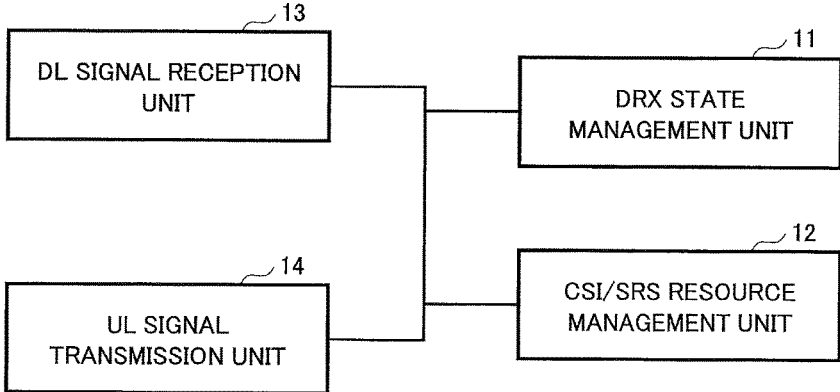 13
DL SIGNAL RECEPTION
UNIT
11
DRX STATE
MANAGEMENT UNIT
14
UL SIGNAL
TRANSMISSION UNIT
12
CSI/SRS RESOURCE
MANAGEMENT UNIT